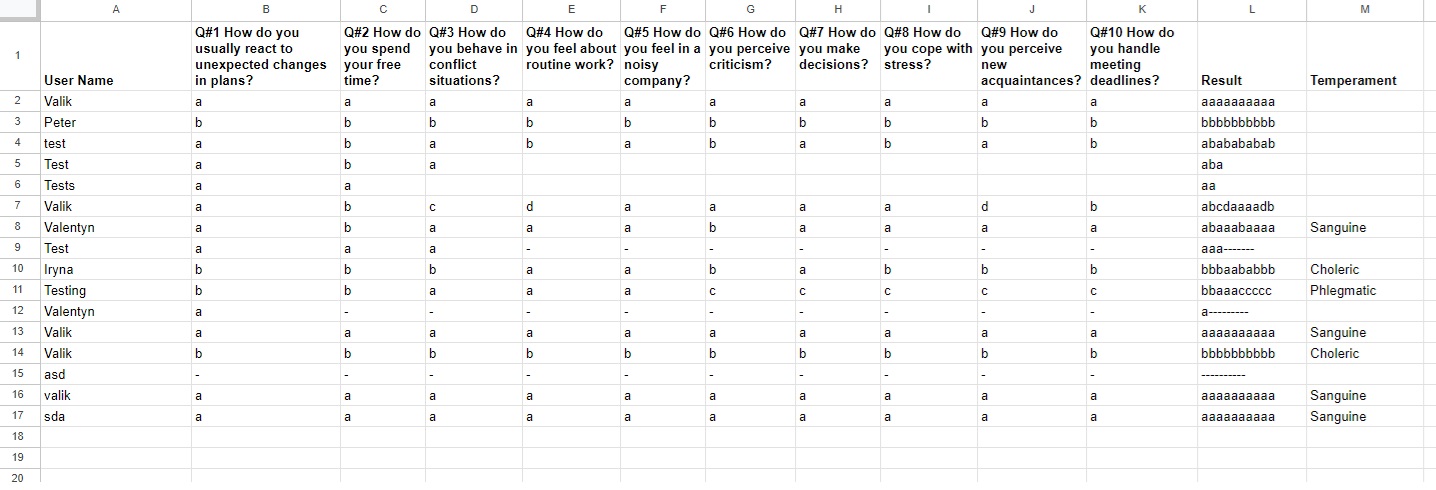 A B C D E F G H I J K L M
1 User Name Q#1 How do you usually react to unexpected changes in plans? Q#2 How do you spend your free time? Q#3 How do you behave in conflict situations? Q#4 How do you feel about routine work? Q#5 How do you feel in a noisy company? Q#6 How do you perceive criticism? Q#7 How do you make decisions? Q#8 How do you cope with stress? Q#9 How do you perceive new acquaintances? Q#10 How do you handle meeting deadlines? Result Temperament
2 Valik a a a a a a a a a a aaaaaaaaaa
3 Peter b b b b b b b b b b bbbbbbbbbb
4 test a b a b a b a b a b ababababab
5 Test a b a aba
6 Tests a a aa
7 Valik a b c d a a a a d b abcdaaaadb
8 Valentyn a b a a a b a a a a abaaabaaaa Sanguine
9 Test a a a - - - - - - - aaa-------
10 Iryna b b b a a b a b b b bbbaababbb Choleric
11 Testing b b a a a c c c c c bbaaaccccc Phlegmatic
12 Valentyn a - - - - - - - - - a---------
13 Valik a a a a a a a a a a aaaaaaaaaa Sanguine
14 Valik b b b b b b b b b b bbbbbbbbbb Choleric
15 asd - - - - - - - - - - ----------
16 valik a a a a a a a a a a aaaaaaaaaa Sanguine
17 sda a a a a a a a a a a aaaaaaaaaa Sanguine
18
19
20